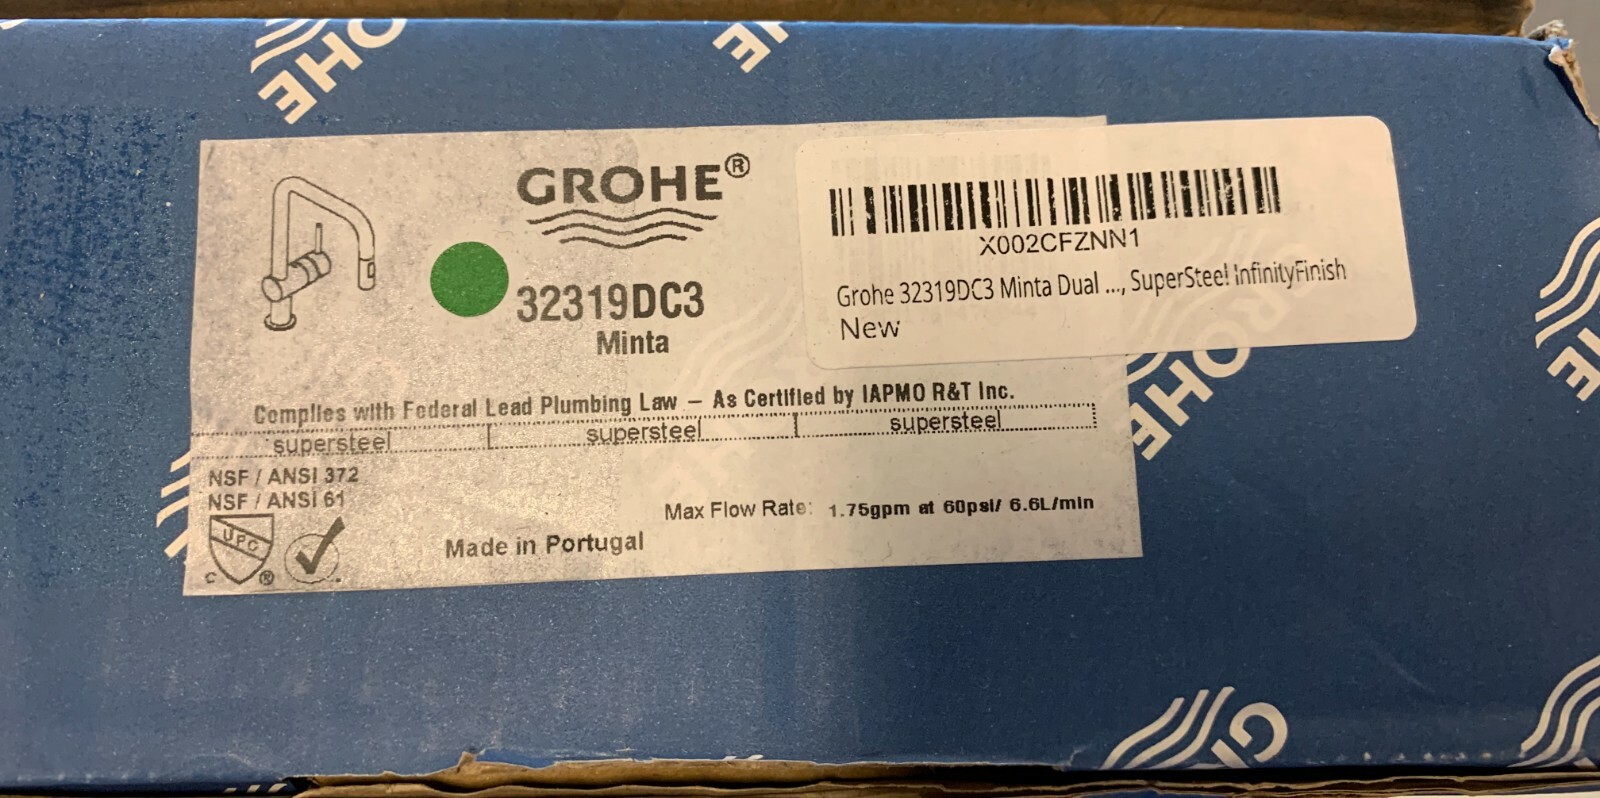 GROHE
GROHE®
32319DC3
Minta
X002CFZNN1
Grohe 32319DC3 Minta Dual ..., SuperSteel InfinityFinish
New
Complies with Federal Lead Plumbing Law – As Certified by IAPMO R&T Inc.
supersteel supersteel supersteel
NSF / ANSI 372
NSF / ANSI 61
Max Flow Rate: 1.75gpm at 60psi/ 6.6L/min
UPC
C ®
Made in Portugal
GROHE